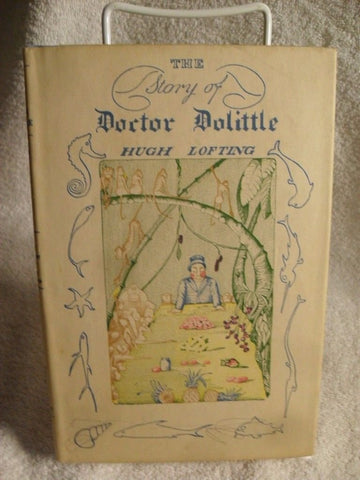 THE
Story of
Doctor Dolittle
HUGH LOFTING